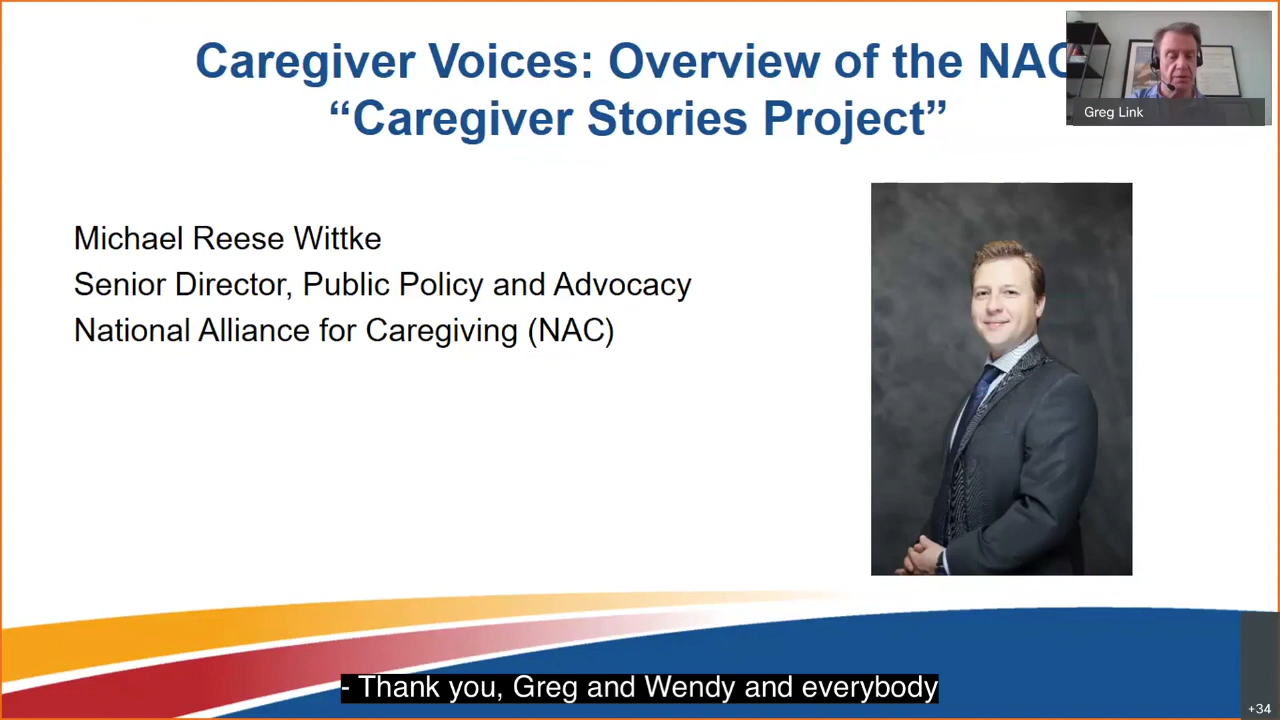 Caregiver Voices: Overview of the NAC
“Caregiver Stories Project”
Greg Link
Michael Reese Wittke
Senior Director, Public Policy and Advocacy
National Alliance for Caregiving (NAC)
- Thank you, Greg and Wendy and everybody
+34